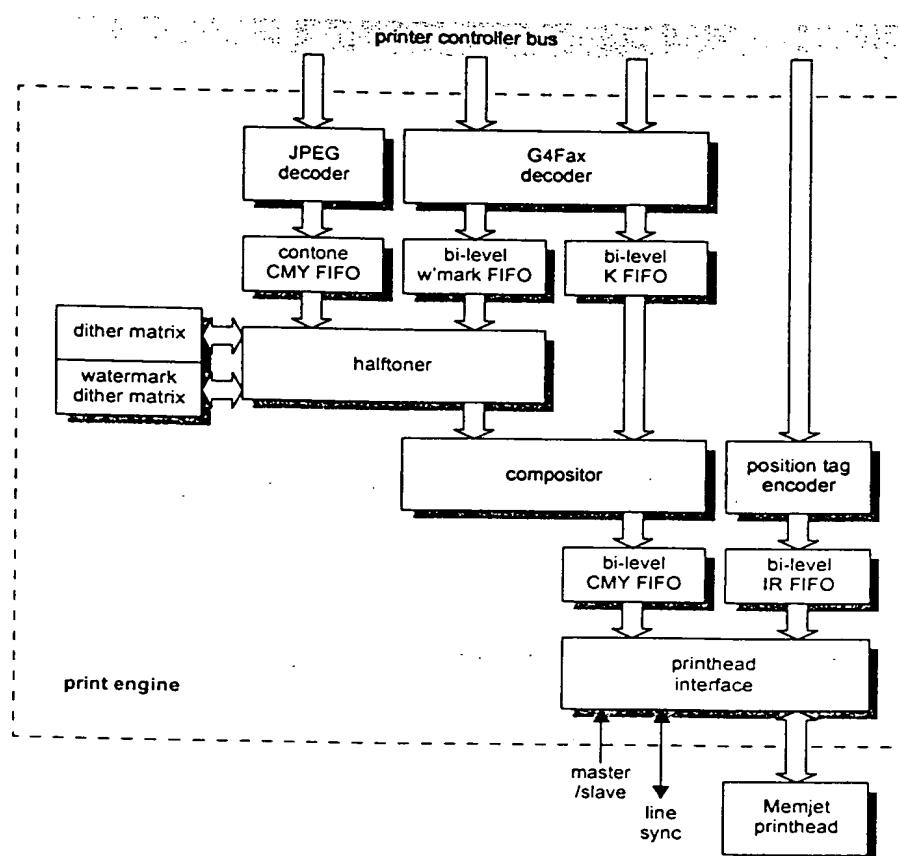 printer controller bus
JPEG
decoder
G4Fax
decoder
contone
CMY FIFO
bi-level
w'mark FIFO
bi-level
K FIFO
dither matrix
watermark
dither matrix
halftoner
compositor
position tag
encoder
bi-level
CMY FIFO
bi-level
IR FIFO
printhead
interface
print engine
master
/slave
line
sync
Memjet
printhead